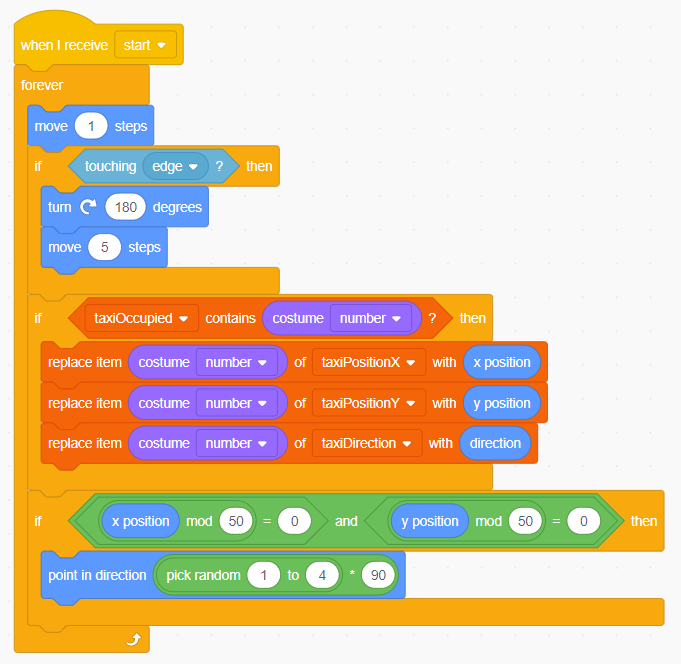 when I receive start
forever
move 1 steps
if touching edge ? then
turn 180 degrees
move 5 steps
if taxiOccupied contains costume number ? then
replace item costume number of taxiPositionX with x position
replace item costume number of taxiPositionY with y position
replace item costume number of taxiDirection with direction
if x position mod 50 = 0 and y position mod 50 = 0 then
point in direction pick random 1 to 4 * 90